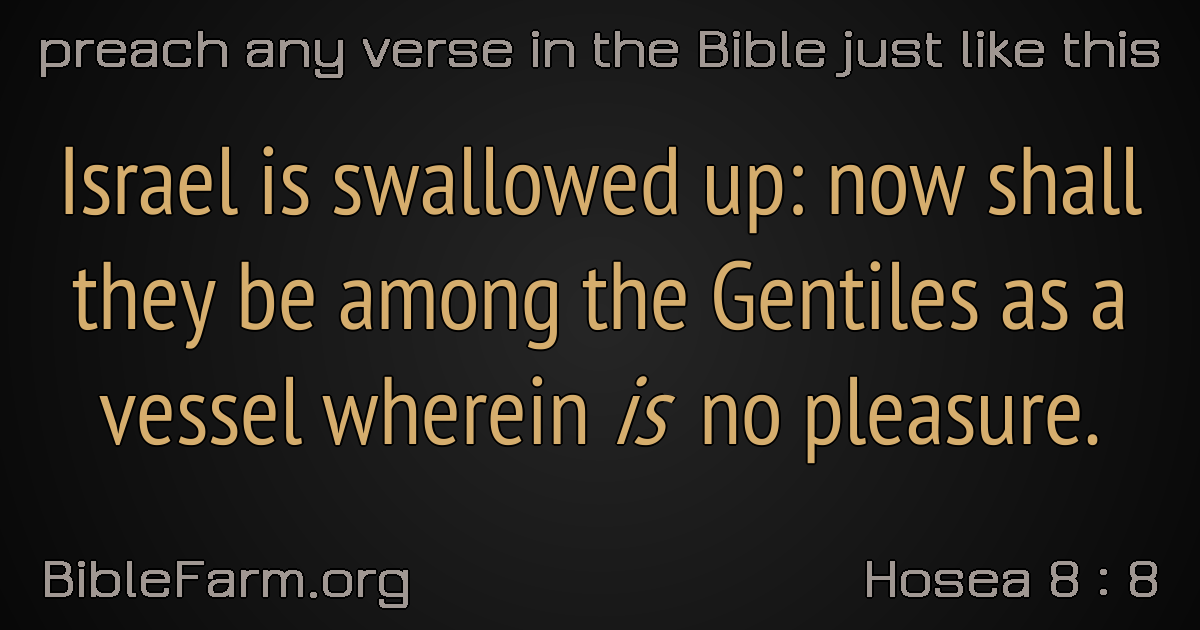 preach any verse in the Bible just like this
Israel is swallowed up: now shall
they be among the Gentiles as a
vessel wherein is no pleasure.
BibleFarm.org
Hosea 8 : 8